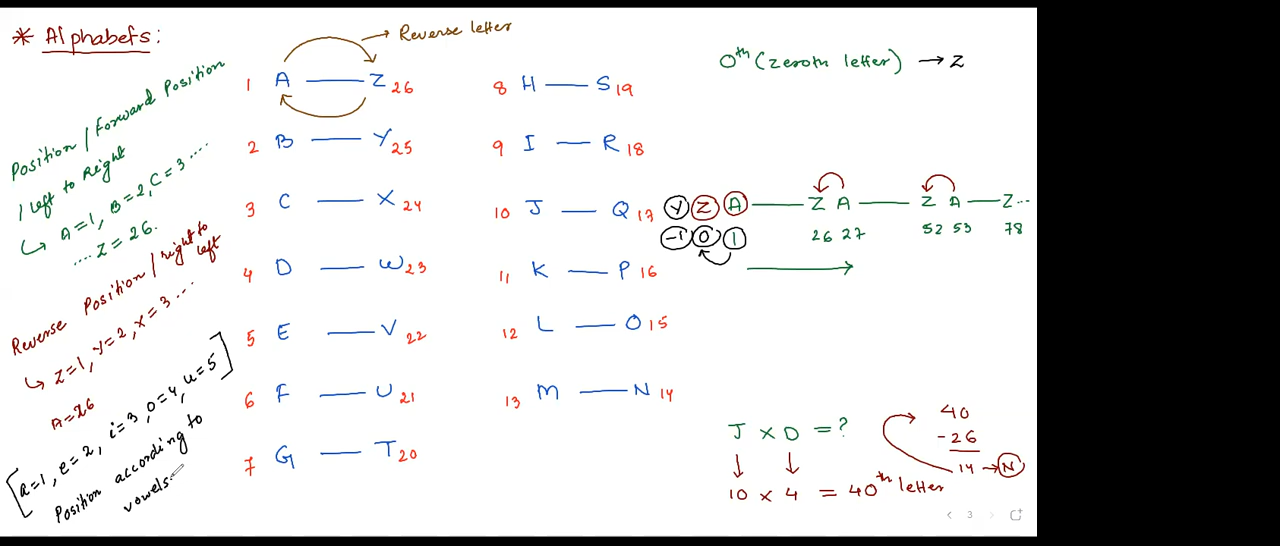 * Alphabets:
Reverse letter
1 A — Z 26
2 B — Y 25
3 C — X 24
4 D — W 23
5 E — V 22
6 F — U 21
7 G — T 20
8 H — S 19
9 I — R 18
10 J — Q 17
11 K — P 16
12 L — O 15
13 M — N 14
Position / Forward Position
/ left to Right
↳ A=1, B=2, C=3 ....
.... Z=26.
Reverse Position / right to
left
↳ Z=1, Y=2, X=3 ...
A=26
[a=1, e=2, i=3, o=4, u=5]
Position according to
vowels
0th (zeroth letter) → Z
Y Z A — Z A — Z A — Z...
-1 0 1 26 27 52 53 78
J × D = ?
10 × 4 = 40th letter
40
-26
14 → N
3